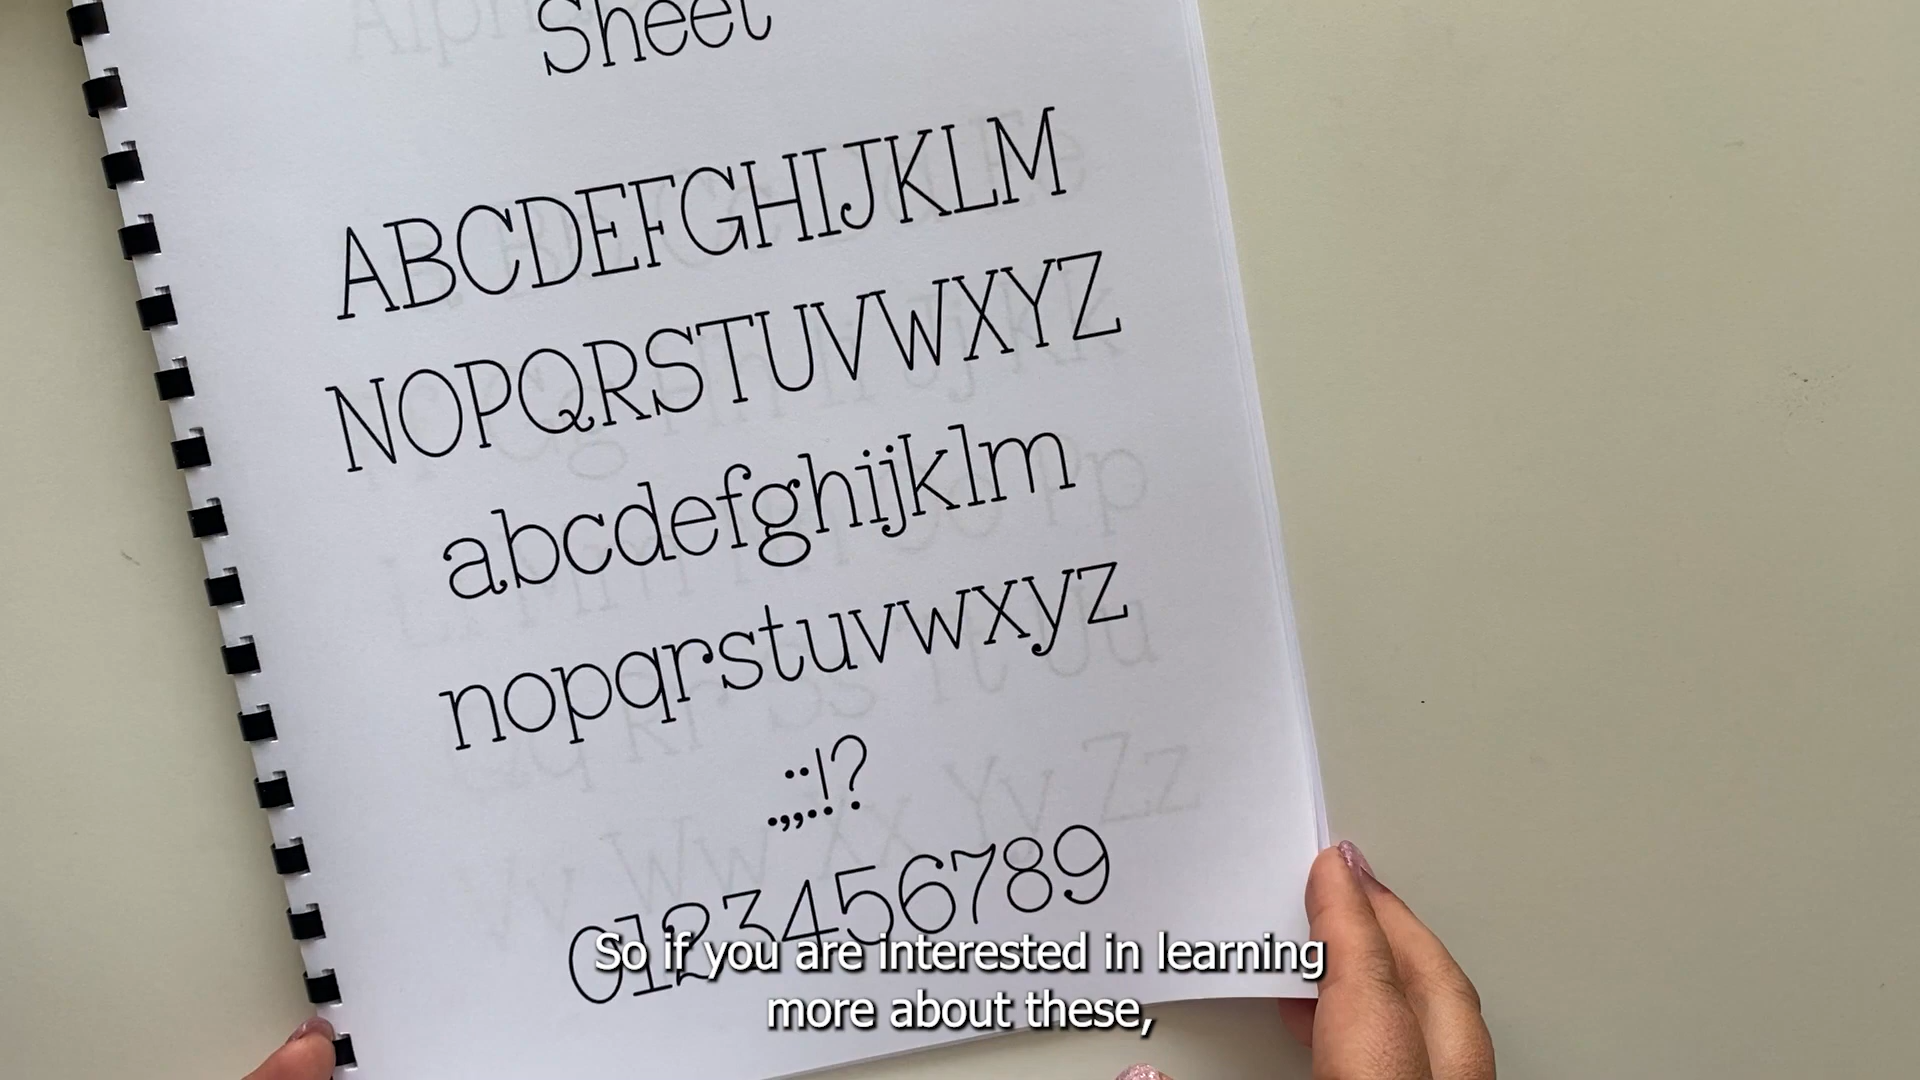 Sheet
ABCDEFGHIJKLM
NOPQRSTUVWXYZ
abcdefghijklm
nopqrstuvwxyz
.,;:!?
0123456789
So if you are interested in learning
more about these,